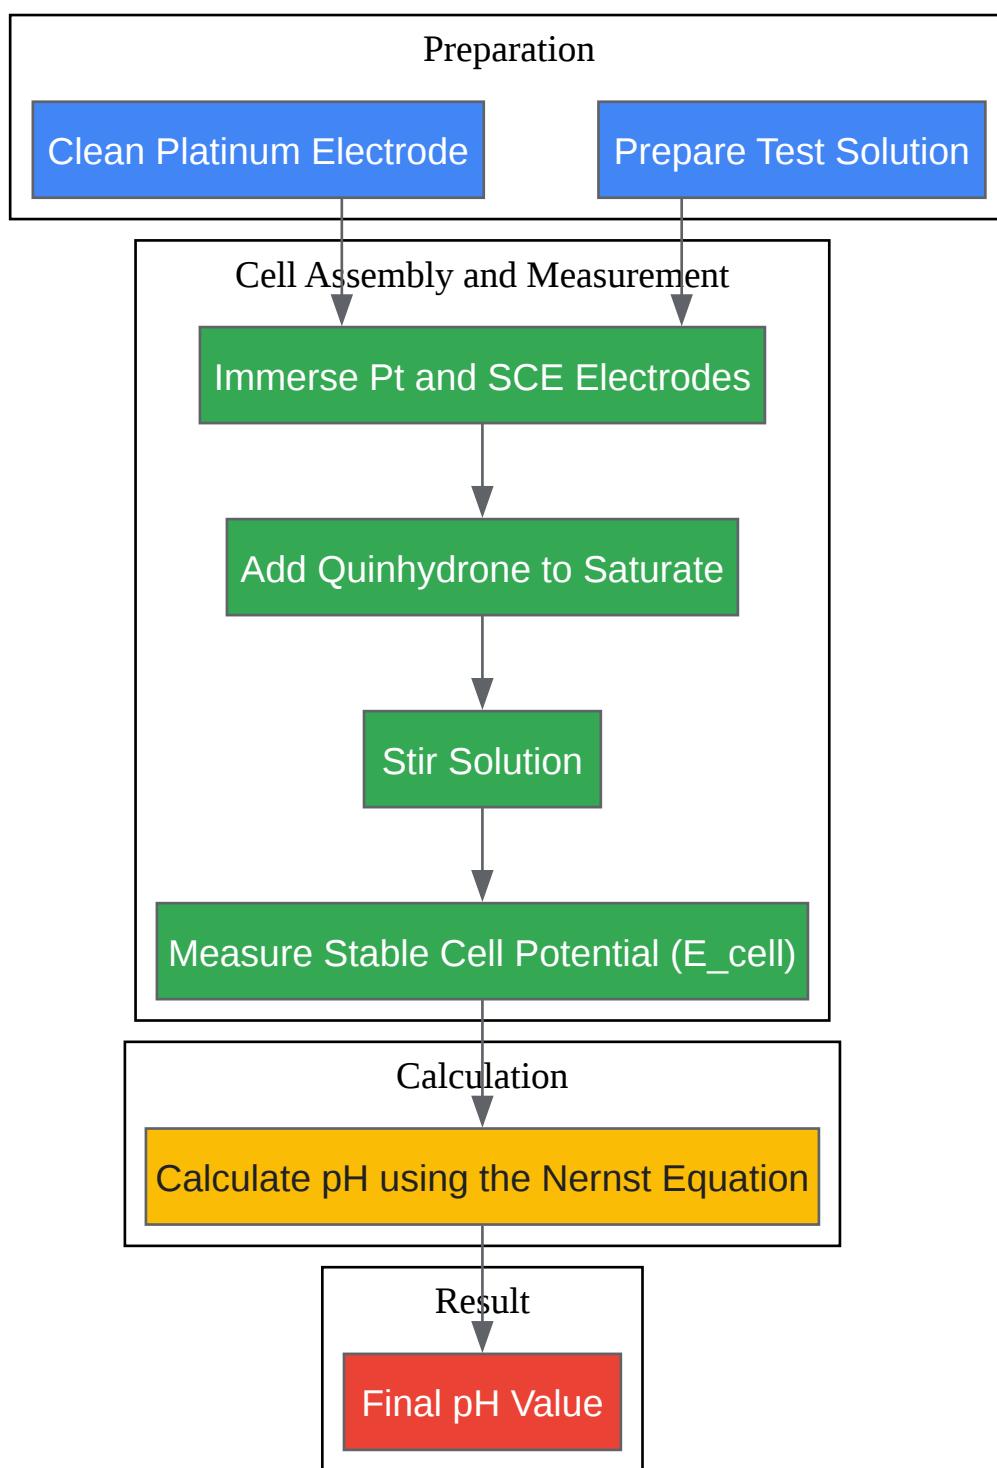 Preparation
Clean Platinum Electrode
Prepare Test Solution
Cell Assembly and Measurement
Immerse Pt and SCE Electrodes
Add Quinhydrone to Saturate
Stir Solution
Measure Stable Cell Potential (E_cell)
Calculation
Calculate pH using the Nernst Equation
Result
Final pH Value